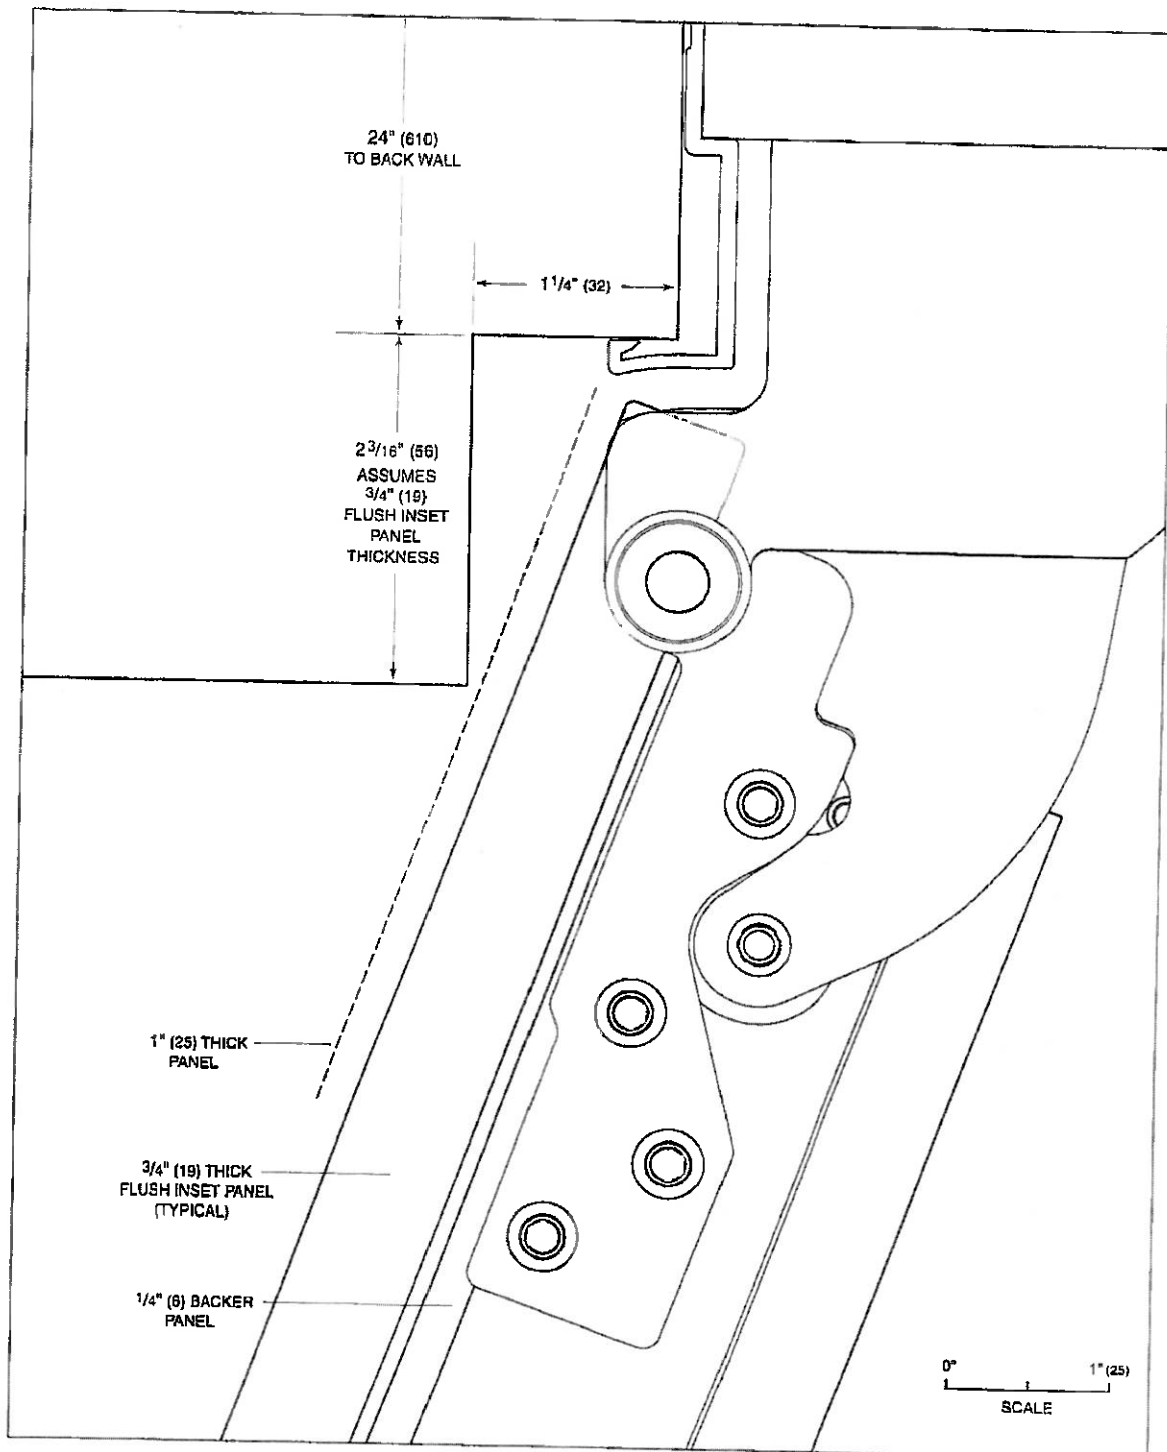 24" (610)
TO BACK WALL
1 1/4" (32)
2 3/16" (56)
ASSUMES
3/4" (19)
FLUSH INSET
PANEL
THICKNESS
1" (25) THICK
PANEL
3/4" (19) THICK
FLUSH INSET PANEL
(TYPICAL)
1/4" (6) BACKER
PANEL
0" 1" (25)
SCALE